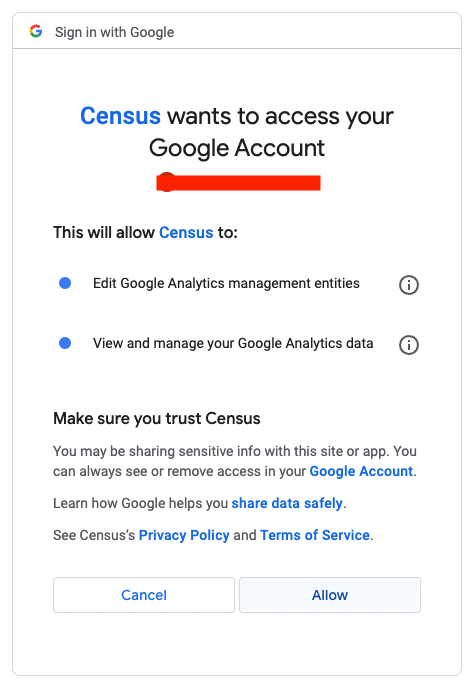 Sign in with Google
Census wants to access your
Google Account
This will allow Census to:
Edit Google Analytics management entities
View and manage your Google Analytics data
Make sure you trust Census
You may be sharing sensitive info with this site or app. You
can always see or remove access in your Google Account.
Learn how Google helps you share data safely.
See Census’s Privacy Policy and Terms of Service.
Cancel
Allow